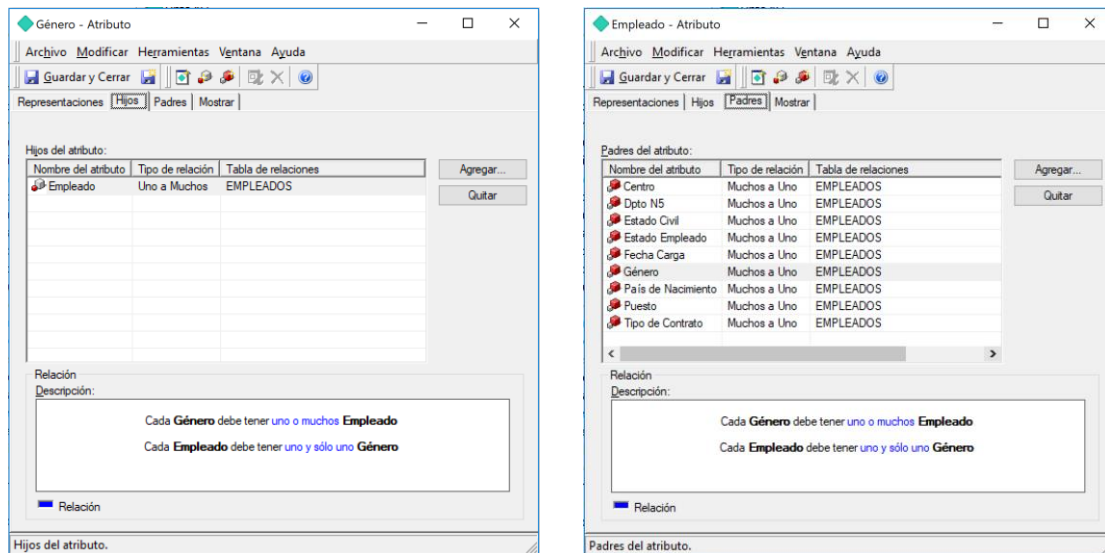 Género - Atributo
Archivo Modificar Herramientas Ventana Ayuda
Guardar y Cerrar
Representaciones Hijos Padres Mostrar
Hijos del atributo:
Nombre del atributo Tipo de relación Tabla de relaciones
Empleado Uno a Muchos EMPLEADOS
Agregar...
Quitar
Relación
Descripción:
Cada Género debe tener uno o muchos Empleado
Cada Empleado debe tener uno y sólo uno Género
Relación
Hijos del atributo.
Empleado - Atributo
Archivo Modificar Herramientas Ventana Ayuda
Guardar y Cerrar
Representaciones Hijos Padres Mostrar
Padres del atributo:
Nombre del atributo Tipo de relación Tabla de relaciones
Centro Muchos a Uno EMPLEADOS
Dpto N5 Muchos a Uno EMPLEADOS
Estado Civil Muchos a Uno EMPLEADOS
Estado Empleado Muchos a Uno EMPLEADOS
Fecha Carga Muchos a Uno EMPLEADOS
Género Muchos a Uno EMPLEADOS
País de Nacimiento Muchos a Uno EMPLEADOS
Puesto Muchos a Uno EMPLEADOS
Tipo de Contrato Muchos a Uno EMPLEADOS
Agregar...
Quitar
Relación
Descripción:
Cada Género debe tener uno o muchos Empleado
Cada Empleado debe tener uno y sólo uno Género
Relación
Padres del atributo.